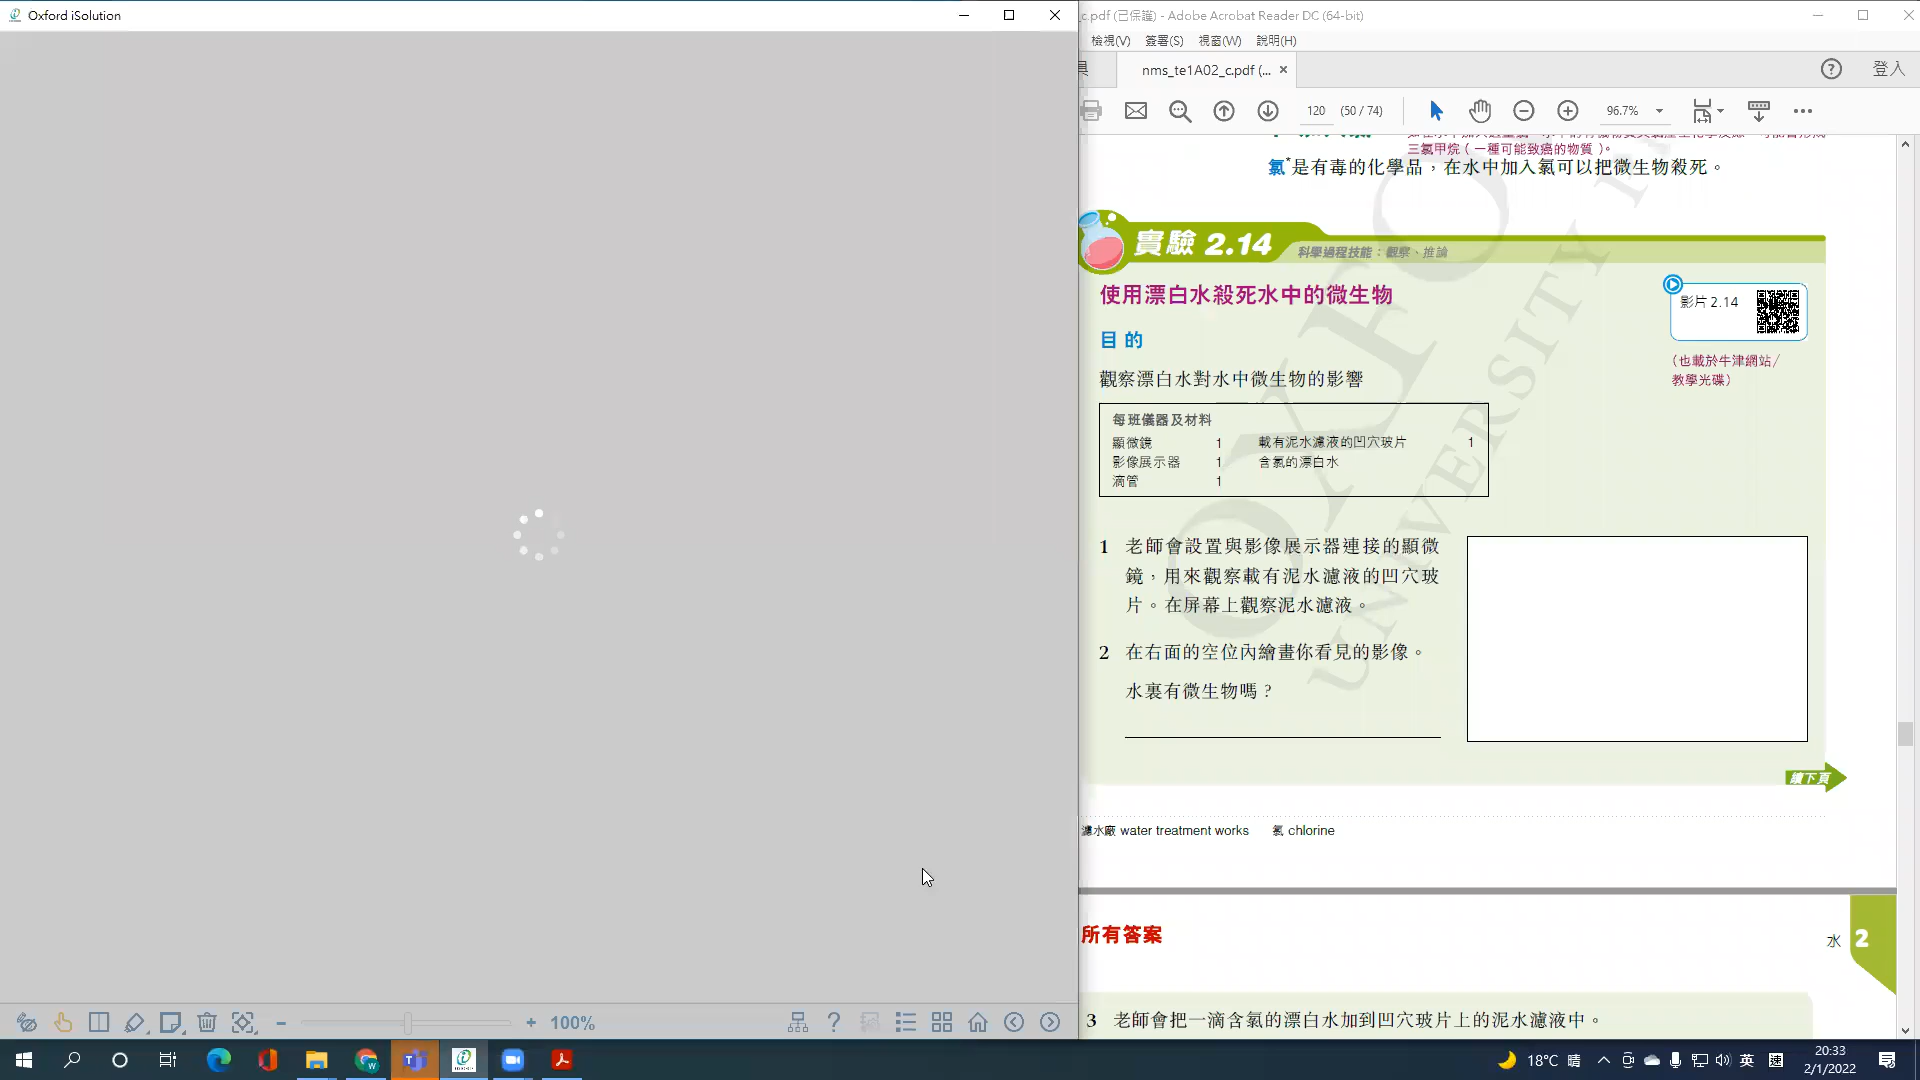 Oxford iSolution
_c.pdf (已保護) - Adobe Acrobat Reader DC (64-bit)
檢視(V) 簽署(S) 視窗(W) 說明(H)
具
nms_te1A02_c.pdf (...
登入
120 (50 / 74)
96.7%
三氯甲烷(一種可能致癌的物質)。
氯*是有毒的化學品,在水中加入氯可以把微生物殺死。
實驗 2.14
科學過程技能:觀察、推論
使用漂白水殺死水中的微生物
影片 2.14
目的
(也載於牛津網站/
教學光碟)
觀察漂白水對水中微生物的影響
每班儀器及材料
顯微鏡 1 載有泥水濾液的凹穴玻片 1
影像展示器 1 含氯的漂白水
滴管 1
1 老師會設置與影像展示器連接的顯微
鏡,用來觀察載有泥水濾液的凹穴玻
片。在屏幕上觀察泥水濾液。
2 在右面的空位內繪畫你看見的影像。
水裏有微生物嗎?
續下頁
濾水廠 water treatment works 氯 chlorine
OXFO
UNIVERSITY
所有答案
水 2
3 老師會把一滴含氯的漂白水加到凹穴玻片上的泥水濾液中。
100%
18°C 晴
英
速
20:33
2/1/2022